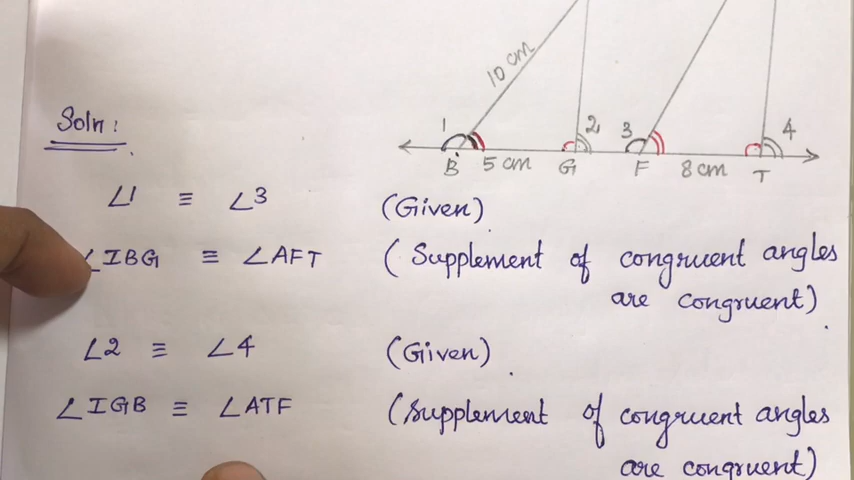 10 cm
Soln :
1 2 3 4
B 5 cm G F 8 cm T
∠1 ≡ ∠3 (Given)
∠IBG ≡ ∠AFT (Supplement of congruent angles
are congruent)
∠2 ≡ ∠4 (Given)
∠IGB ≡ ∠ATF (Supplement of congruent angles
are congruent)